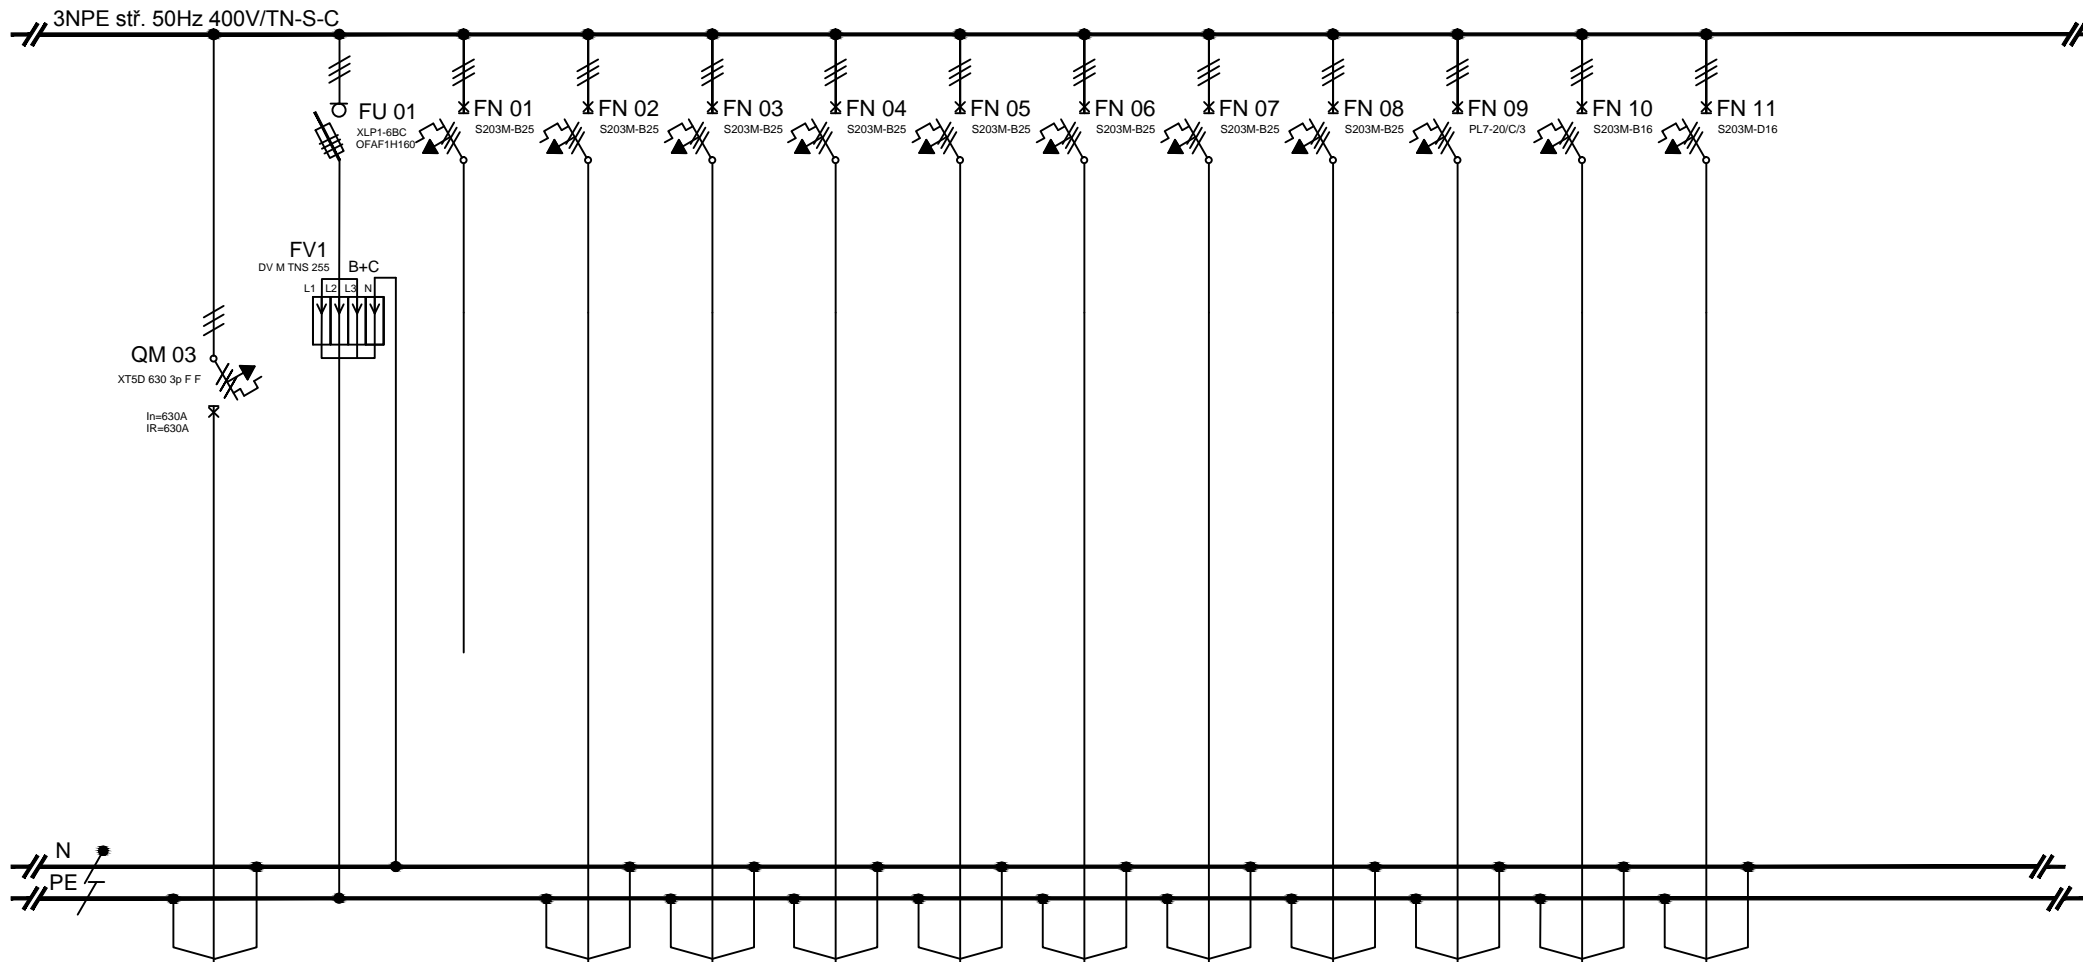 3NPE stř. 50Hz 400V/TN-S-C
FU 01
XLP1-6BC
OFAF1H160
FN 01
S203M-B25
FN 02
S203M-B25
FN 03
S203M-B25
FN 04
S203M-B25
FN 05
S203M-B25
FN 06
S203M-B25
FN 07
S203M-B25
FN 08
S203M-B25
FN 09
PL7-20/C/3
FN 10
S203M-B16
FN 11
S203M-D16
FV1
DV M TNS 255
B+C
L1 L2 L3 N
QM 03
XT5D 630 3p F F
In=630A
IR=630A
N
PE